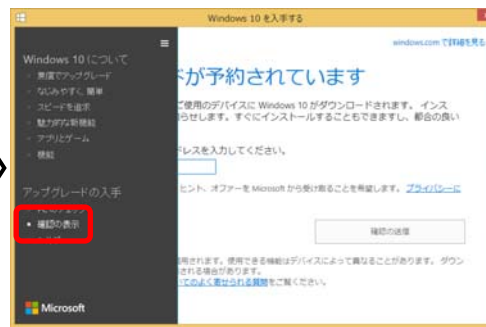 Windows 10 を入手する
windows.com で詳細を見る
Windows 10 について
無償でアップグレード
なじみやすく、簡単
スピードを追求
魅力的な新機能
アプリとゲーム
機能
アップグレードの入手
確認の表示
Microsoft
ドが予約されています
ご使用のデバイスに Windows 10 がダウンロードされます。 インス
らせします。すぐにインストールすることもできますし、都合の良い
ドレスを入力してください。
ヒント、オファーを Microsoft から受け取ることを希望します。 プライバシーに
確認の送信
用されます。使用できる機能はデバイスによって異なることがあります。 ダウン
される場合があります。
いてのよく寄せられる質問をご覧ください。